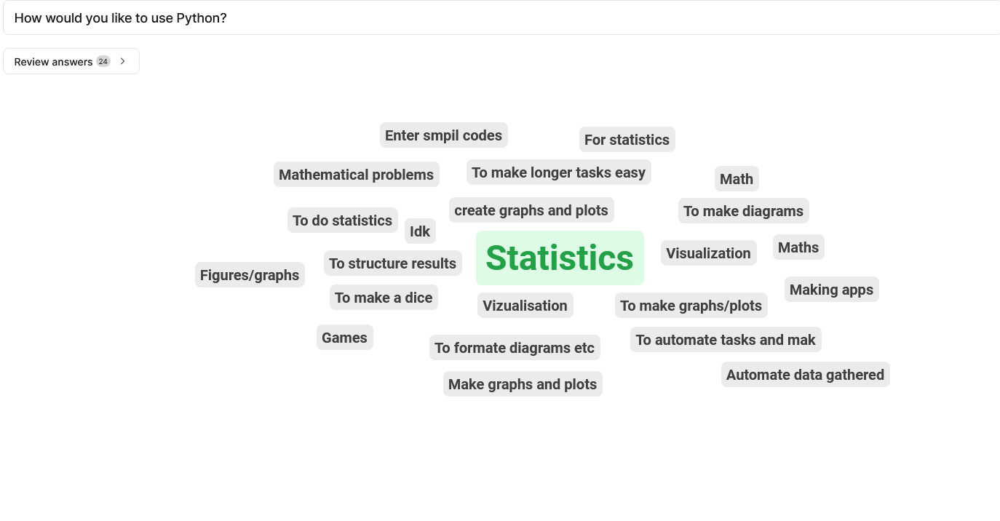 How would you like to use Python?
Review answers 24
Enter smpil codes
For statistics
Mathematical problems
To make longer tasks easy
Math
To do statistics
Idk
create graphs and plots
To make diagrams
Statistics
Visualization
Maths
To structure results
Figures/graphs
To make a dice
Vizualisation
To make graphs/plots
Making apps
Games
To formate diagrams etc
To automate tasks and mak
Make graphs and plots
Automate data gathered